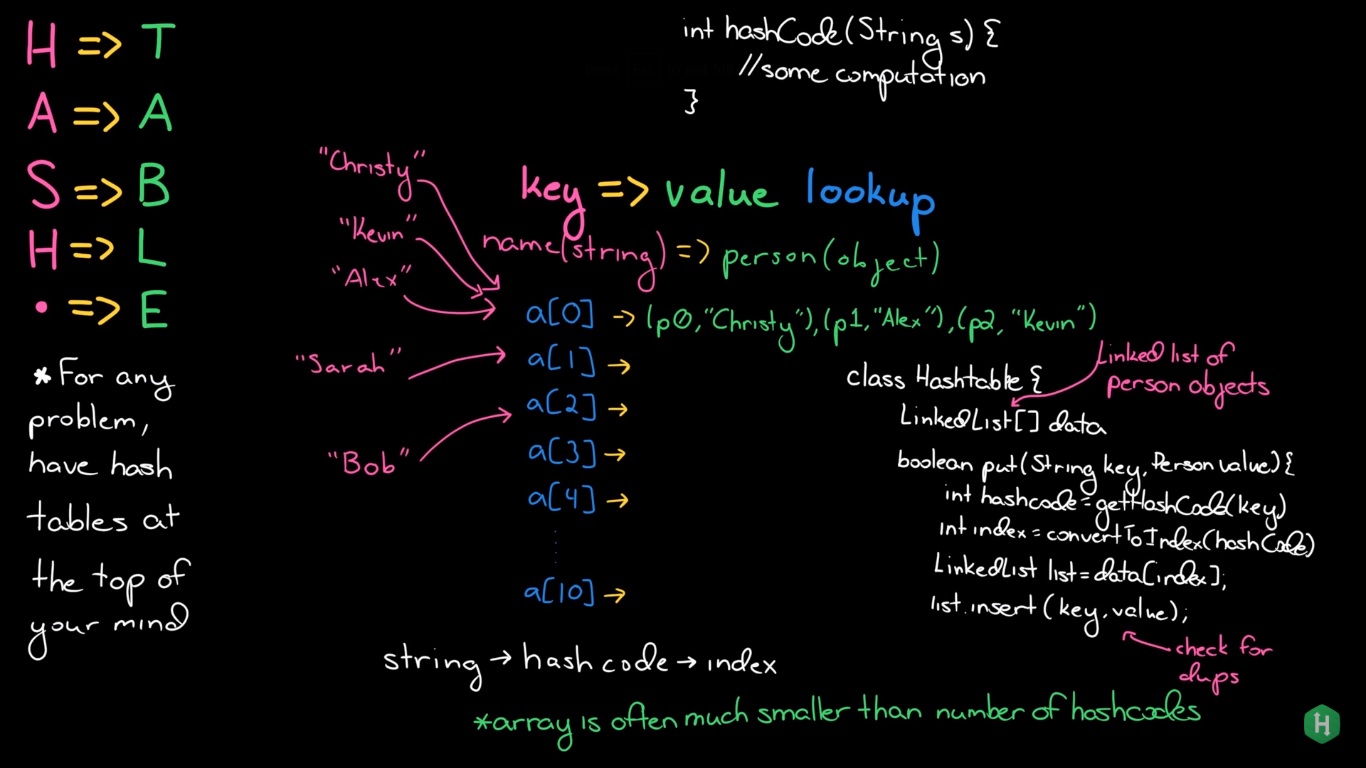 H => T
A => A
S => B
H => L
• => E
* For any
problem,
have hash
tables at
the top of
your mind
int hashCode(String s) {
//some computation
}
key => value lookup
name(string) => person(object)
"Christy"
"Kevin"
"Alex"
"Sarah"
"Bob"
a[0] → (p0,"Christy"),(p1,"Alex"),(p2, "Kevin")
a[1] →
a[2] →
a[3] →
a[4] →
a[10] →
string → hash code → index
*array is often much smaller than number of hashcodes
Linked list of
person objects
class Hashtable {
LinkedList[] data
boolean put(String key, Person value) {
int hashcode = getHashCode(key)
int index = convertToIndex(hashCode)
LinkedList list = data[index];
list.insert(key, value);
check for
dups
H